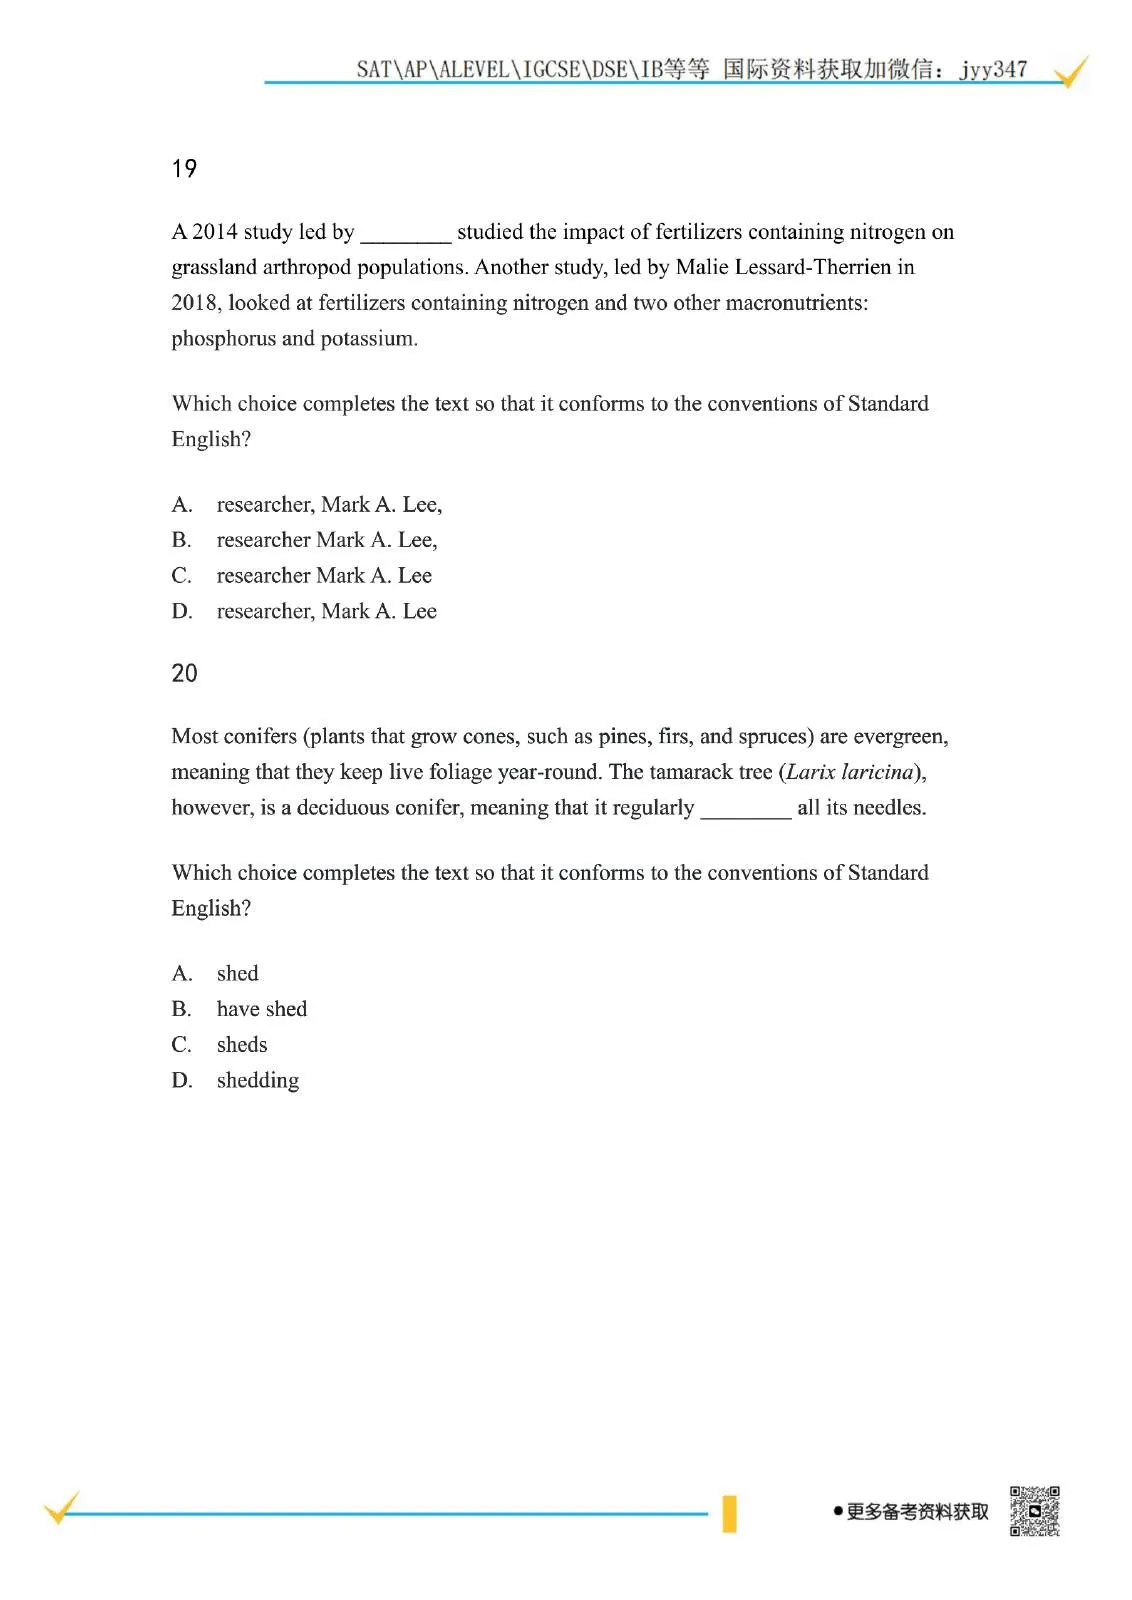 SAT\AP\ALEVEL\IGCSE\DSE\IB等等 国际资料获取加微信：jyy347
19
A 2014 study led by ________ studied the impact of fertilizers containing nitrogen on
grassland arthropod populations. Another study, led by Malie Lessard-Therrien in
2018, looked at fertilizers containing nitrogen and two other macronutrients:
phosphorus and potassium.
Which choice completes the text so that it conforms to the conventions of Standard
English?
A. researcher, Mark A. Lee,
B. researcher Mark A. Lee,
C. researcher Mark A. Lee
D. researcher, Mark A. Lee
20
Most conifers (plants that grow cones, such as pines, firs, and spruces) are evergreen,
meaning that they keep live foliage year-round. The tamarack tree (Larix laricina),
however, is a deciduous conifer, meaning that it regularly ________ all its needles.
Which choice completes the text so that it conforms to the conventions of Standard
English?
A. shed
B. have shed
C. sheds
D. shedding
●更多备考资料获取